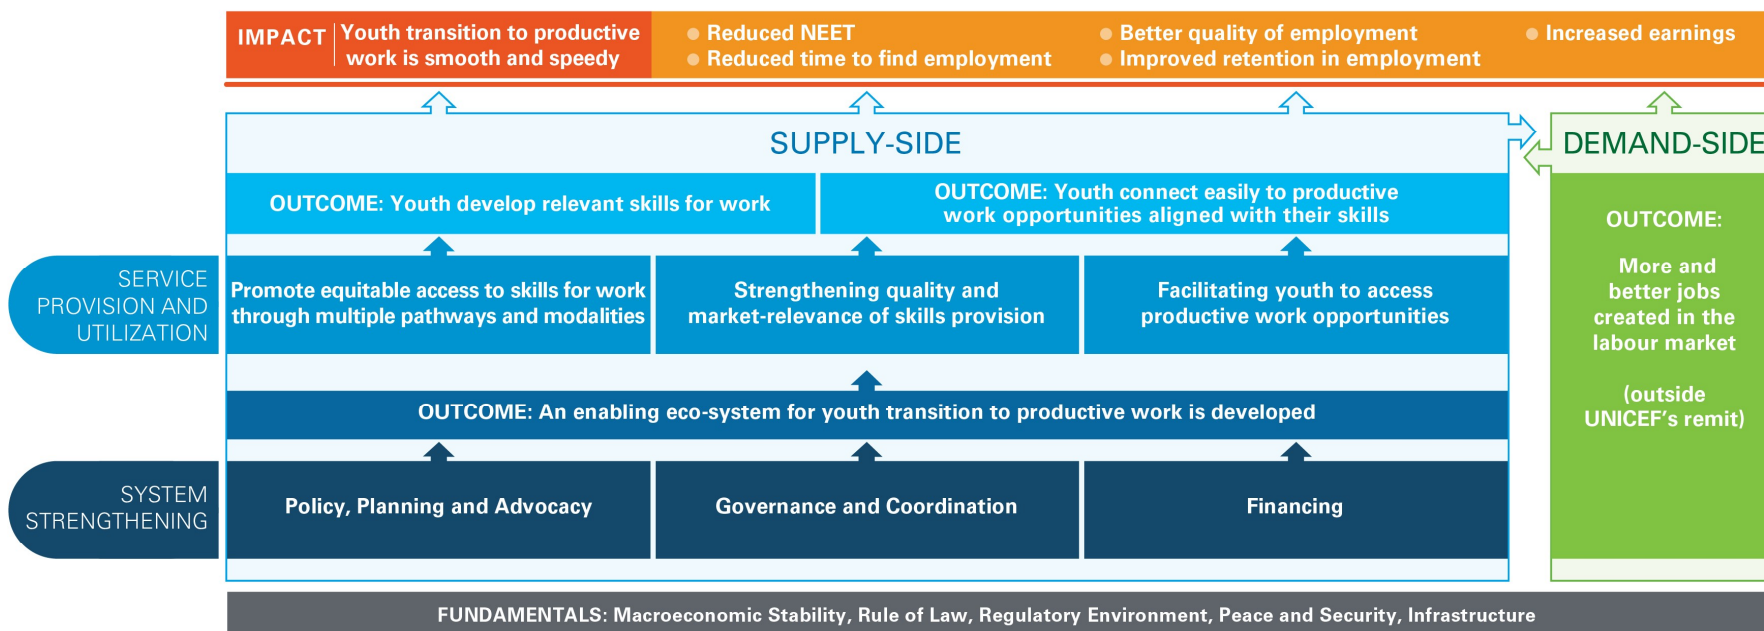 IMPACT
Youth transition to productive
work is smooth and speedy
Reduced NEET
Reduced time to find employment
Better quality of employment
Improved retention in employment
Increased earnings
SUPPLY-SIDE
DEMAND-SIDE
OUTCOME: Youth develop relevant skills for work
OUTCOME: Youth connect easily to productive
work opportunities aligned with their skills
OUTCOME:
More and
better jobs
created in the
labour market
(outside
UNICEF’s remit)
SERVICE
PROVISION AND
UTILIZATION
Promote equitable access to skills for work
through multiple pathways and modalities
Strengthening quality and
market-relevance of skills provision
Facilitating youth to access
productive work opportunities
OUTCOME: An enabling eco-system for youth transition to productive work is developed
SYSTEM
STRENGTHENING
Policy, Planning and Advocacy
Governance and Coordination
Financing
FUNDAMENTALS: Macroeconomic Stability, Rule of Law, Regulatory Environment, Peace and Security, Infrastructure